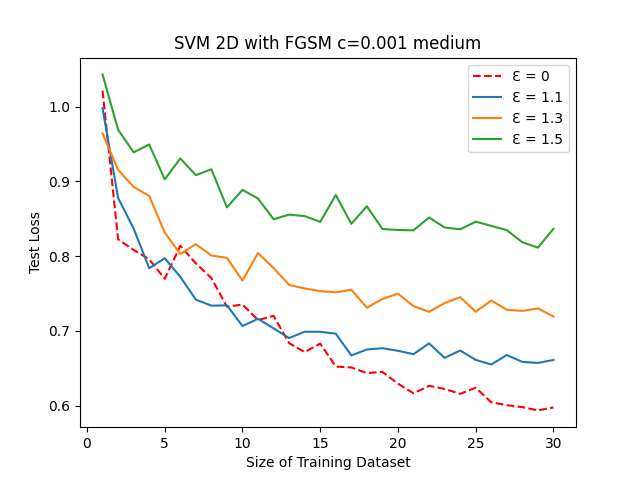 SVM 2D with FGSM c=0.001 medium
Ɛ = 0
Ɛ = 1.1
Ɛ = 1.3
Ɛ = 1.5
1.0
0.9
0.8
0.7
0.6
Test Loss
0
5
10
15
20
25
30
Size of Training Dataset